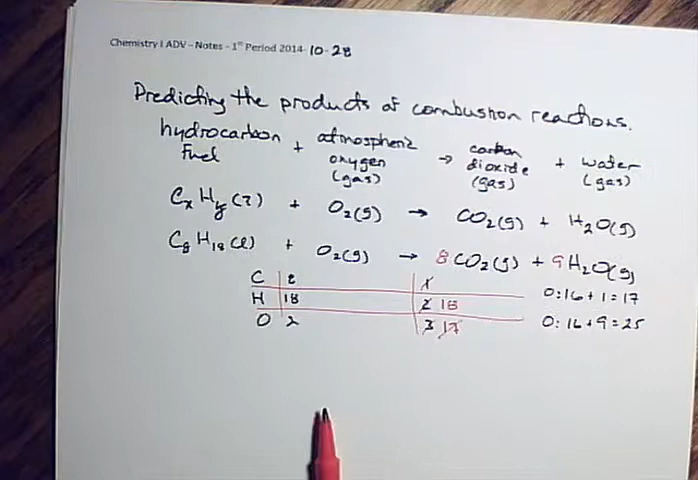 Chemistry I ADV – Notes - 1st Period 2014- 10-28
Predicting the products of combustion reactions.
hydrocarbon fuel + atmospheric oxygen (gas) → carbon dioxide (gas) + water (gas)
CxHy(?) + O2(g) → CO2(g) + H2O(g)
C8H18(l) + O2(g) → 8CO2(g) + 9H2O(g)
C 8 1
H 18 2 18 O:16+1=17
O 2 3 17 O:16+9=25